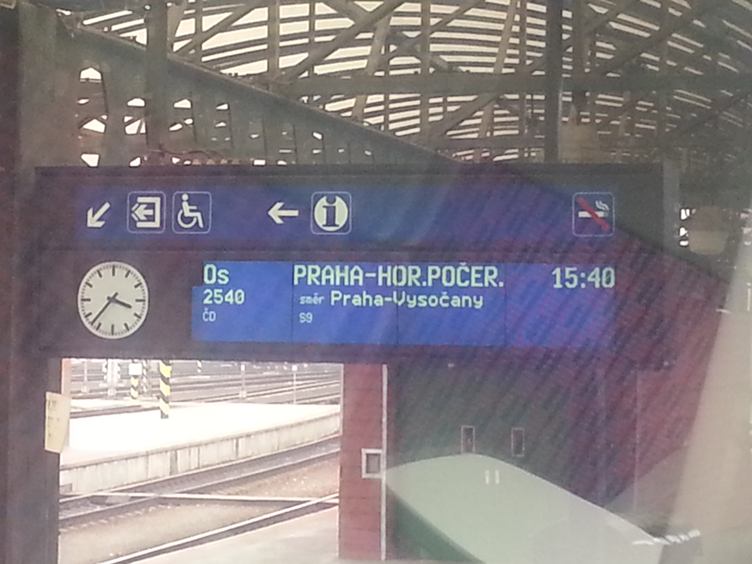 i
Os PRAHA-HOR.POČER. 15:40
2540 směr Praha-Vysočany
ČD S9